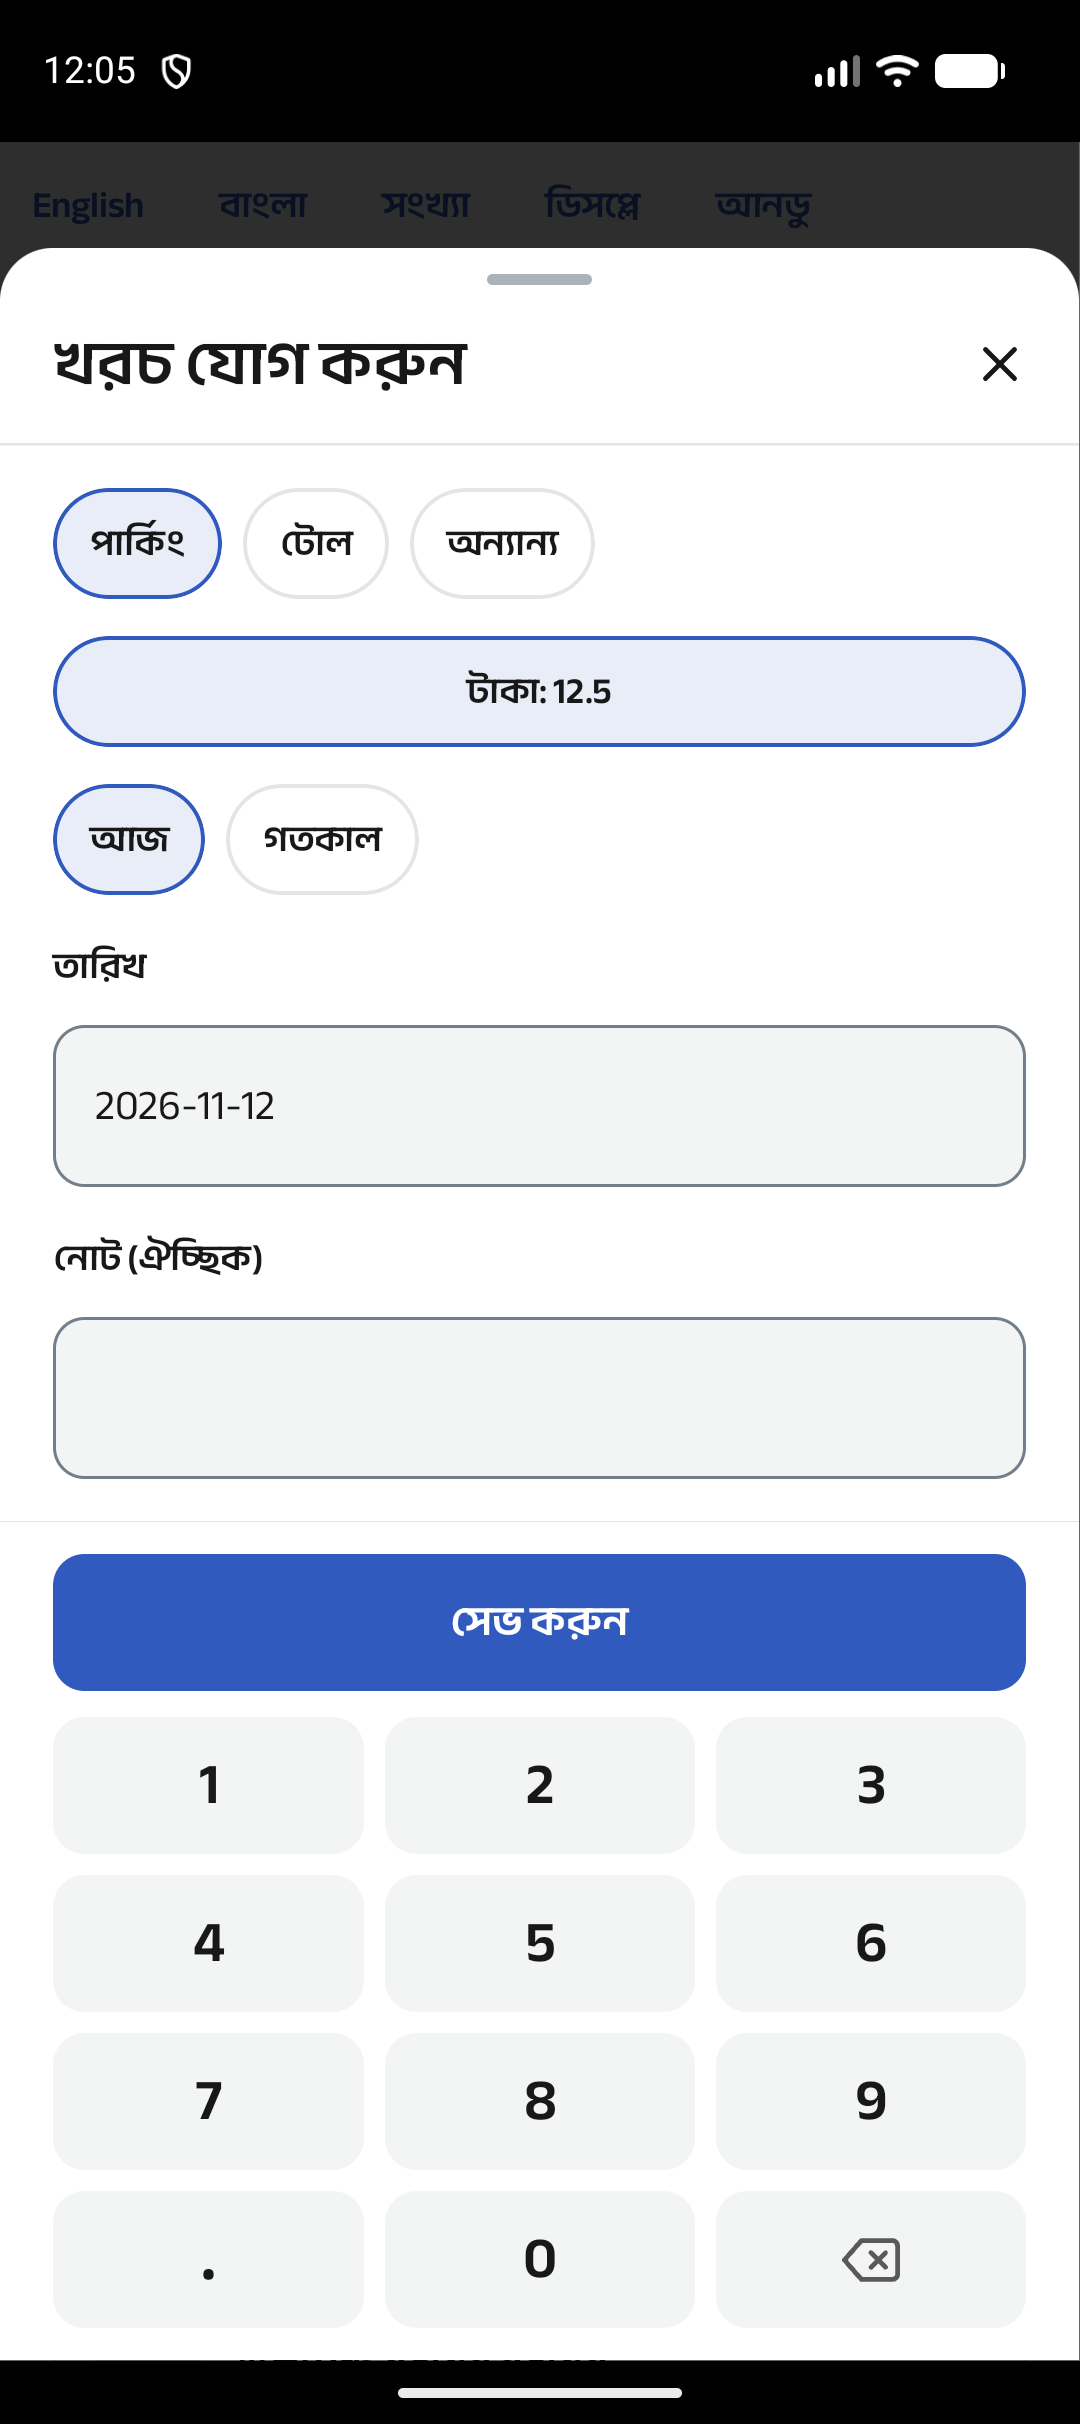 12:05
English বাংলা সংখ্যা ডিসপ্লে আনডু
খরচ যোগ করুন
পার্কিং টোল অন্যান্য
টাকা: 12.5
আজ গতকাল
তারিখ
2026-11-12
নোট (ঐচ্ছিক)
সেভ করুন
1 2 3
4 5 6
7 8 9
. 0